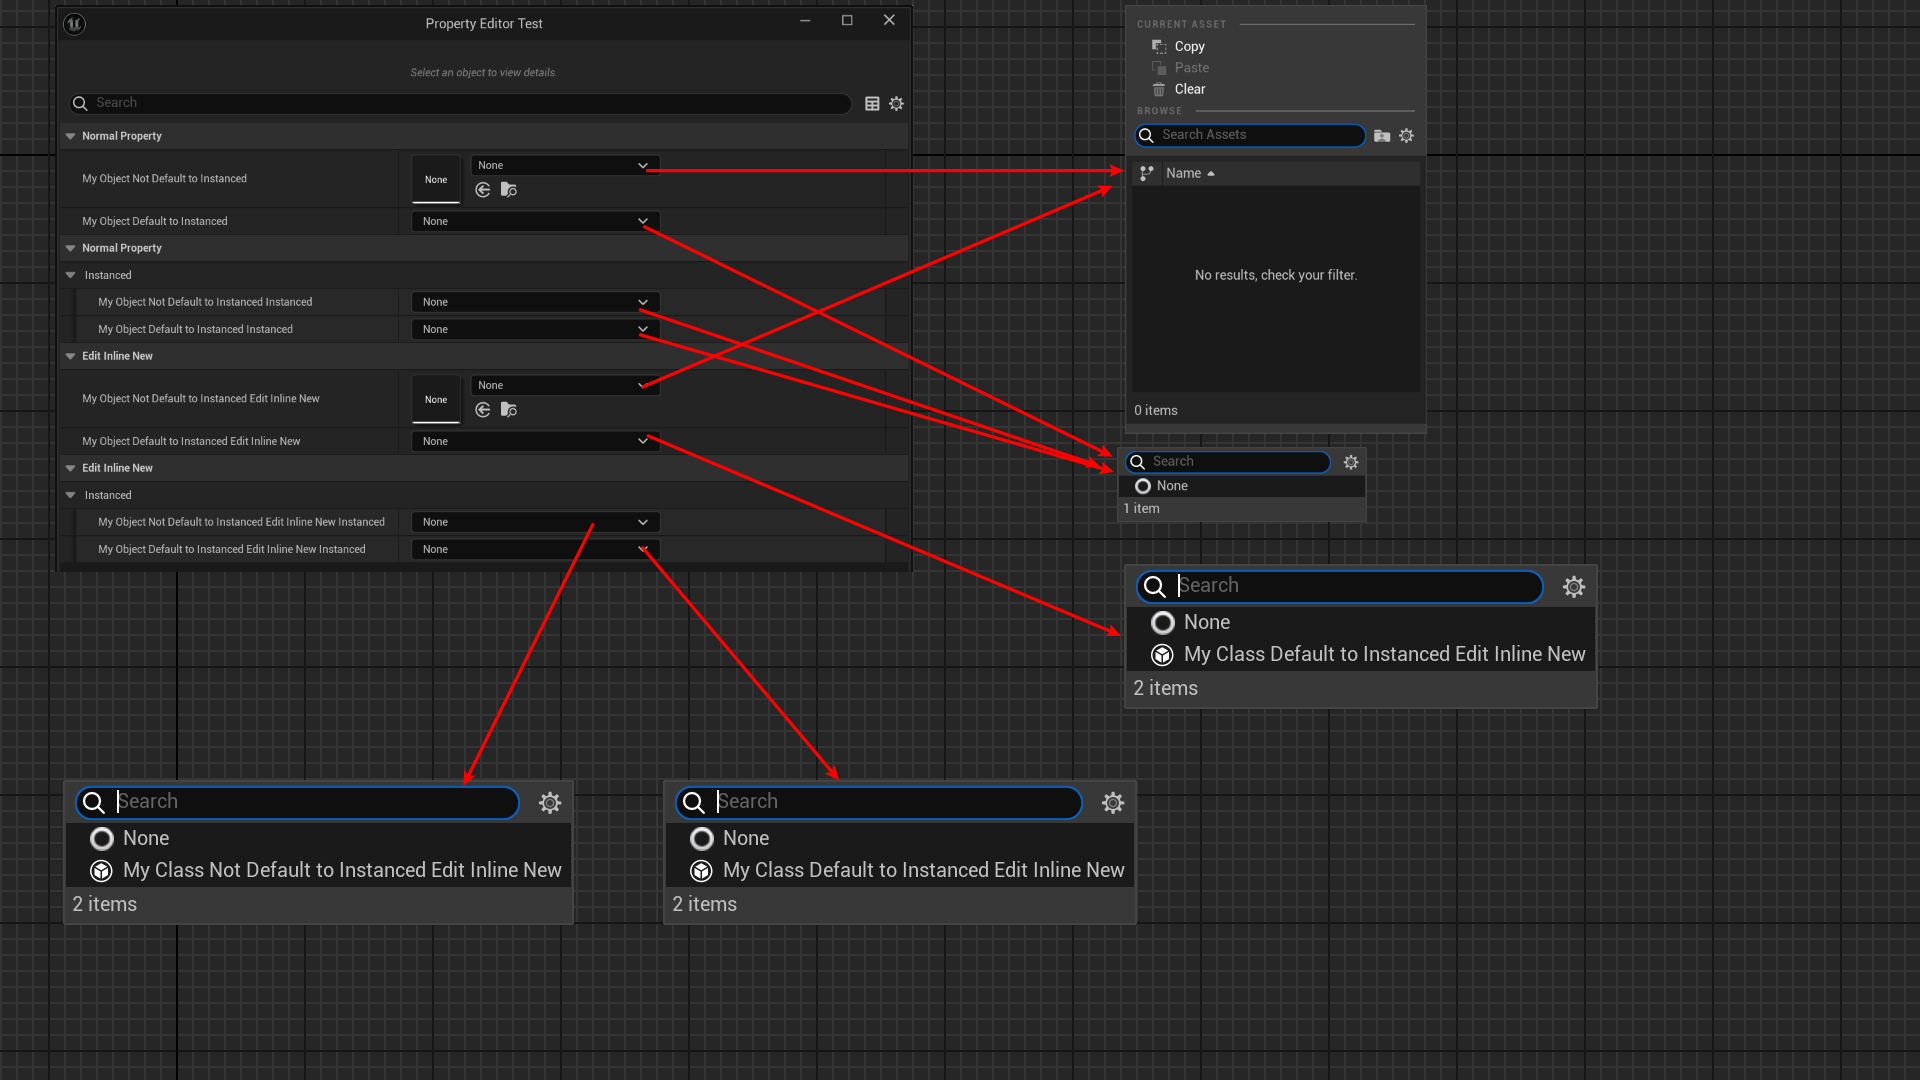 Property Editor Test
Select an object to view details.
Search
Normal Property
My Object Not Default to Instanced
None
None
My Object Default to Instanced
None
Normal Property
Instanced
My Object Not Default to Instanced Instanced
None
My Object Default to Instanced Instanced
None
Edit Inline New
My Object Not Default to Instanced Edit Inline New
None
None
My Object Default to Instanced Edit Inline New
None
Edit Inline New
Instanced
My Object Not Default to Instanced Edit Inline New Instanced
None
My Object Default to Instanced Edit Inline New Instanced
None
CURRENT ASSET
Copy
Paste
Clear
BROWSE
Search Assets
Name
No results, check your filter.
0 items
Search
None
1 item
Search
None
My Class Default to Instanced Edit Inline New
2 items
Search
None
My Class Not Default to Instanced Edit Inline New
2 items
Search
None
My Class Default to Instanced Edit Inline New
2 items